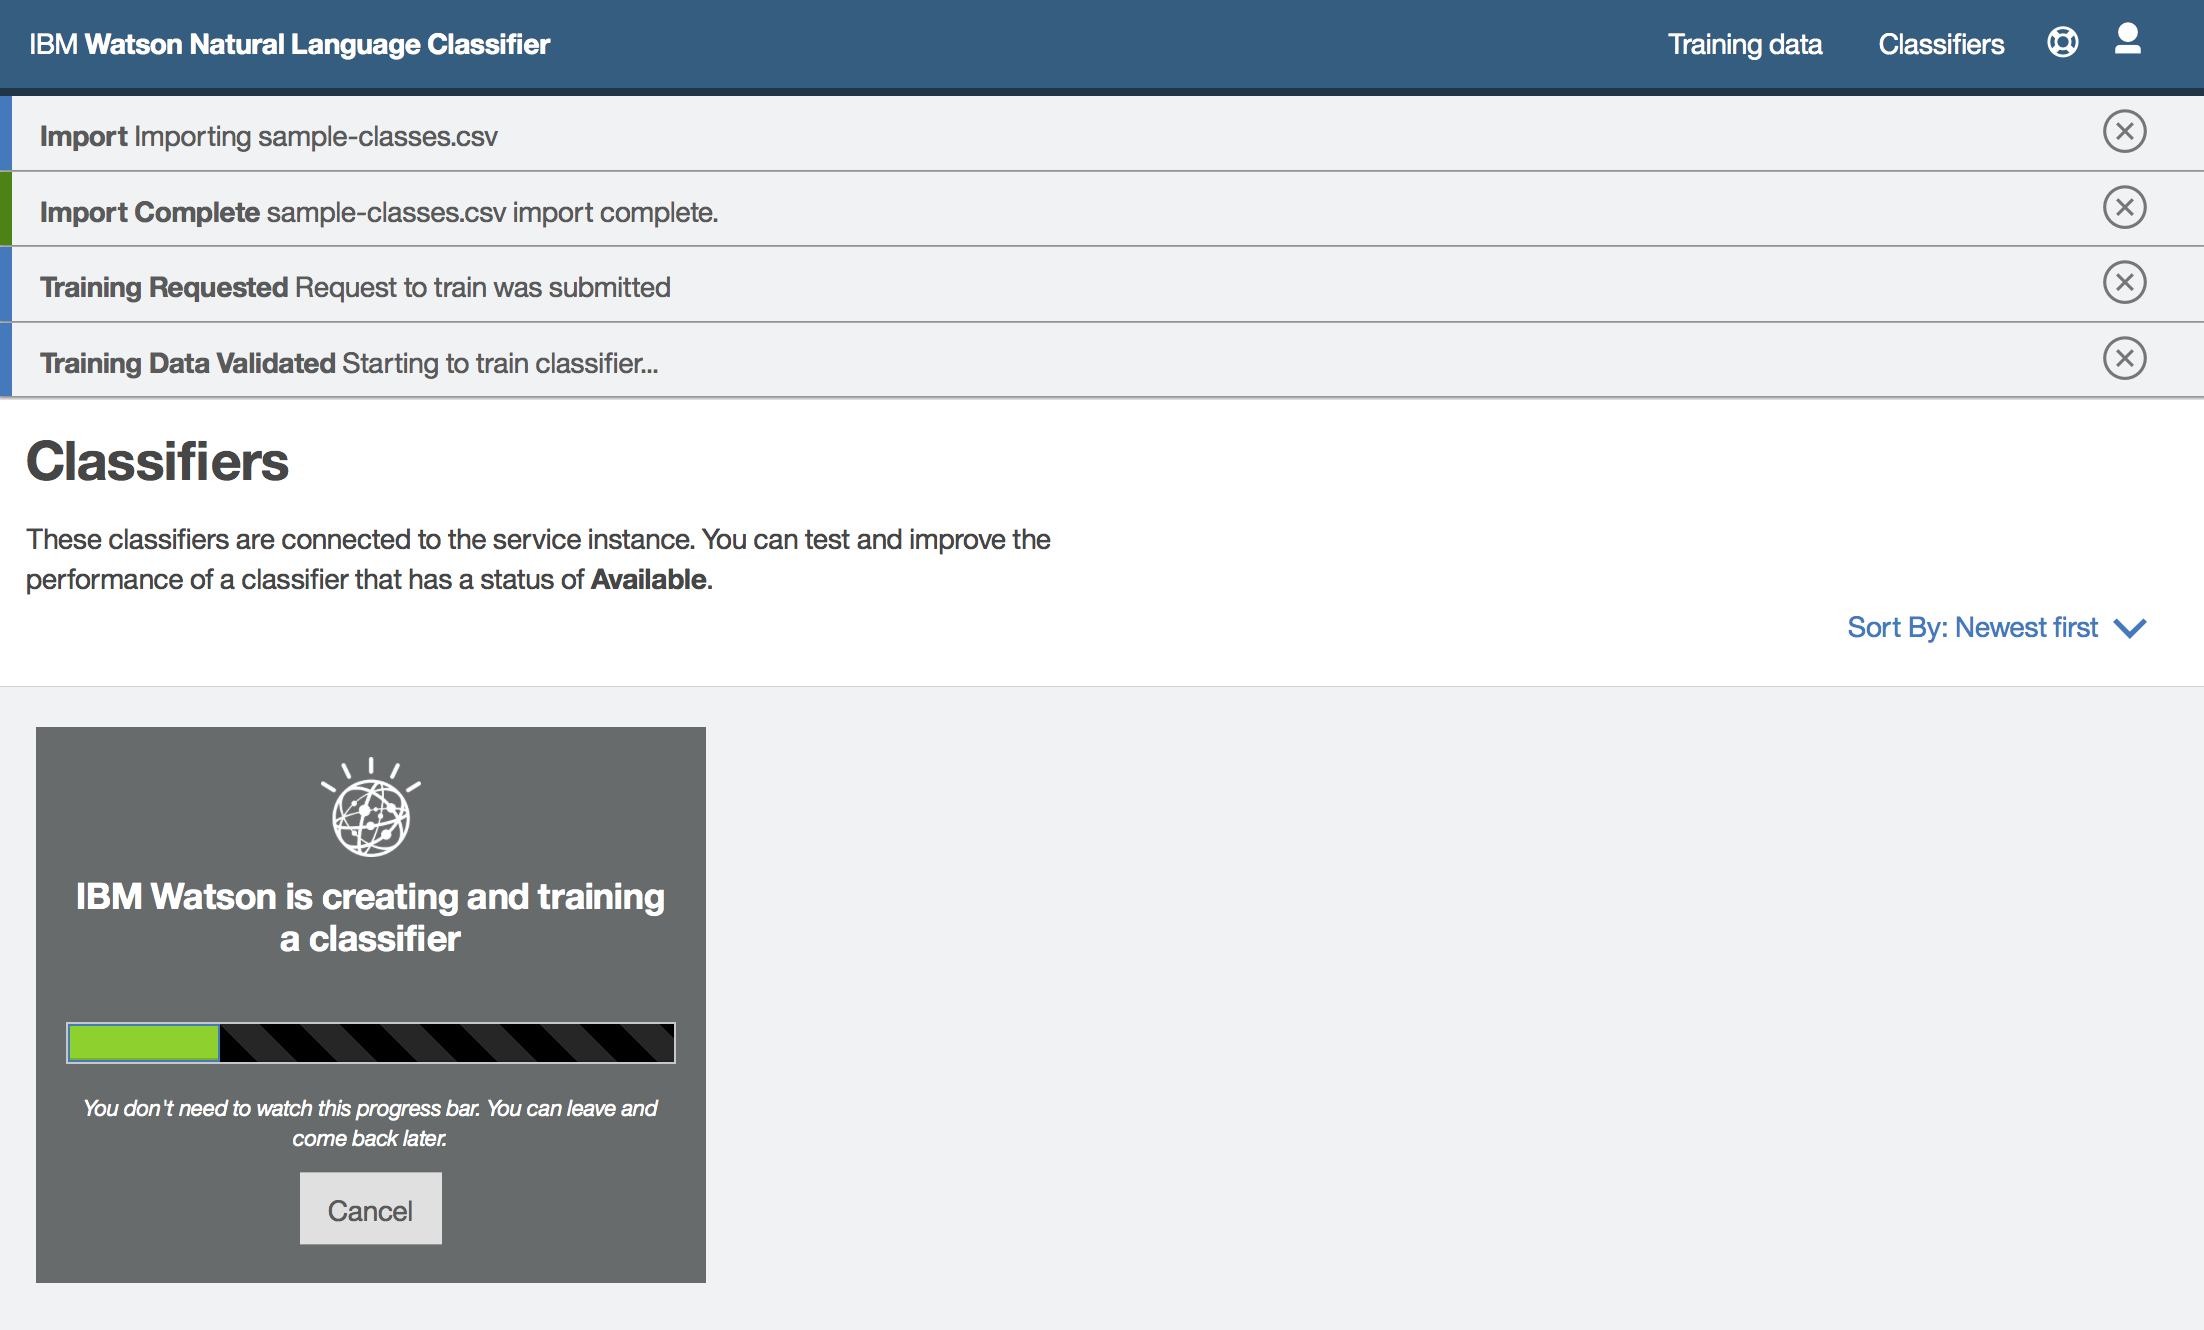 IBM Watson Natural Language Classifier
Training data
Classifiers
Import Importing sample-classes.csv
Import Complete sample-classes.csv import complete.
Training Requested Request to train was submitted
Training Data Validated Starting to train classifier...
Classifiers
These classifiers are connected to the service instance. You can test and improve the
performance of a classifier that has a status of Available.
Sort By: Newest first
IBM Watson is creating and training
a classifier
You don't need to watch this progress bar. You can leave and
come back later.
Cancel